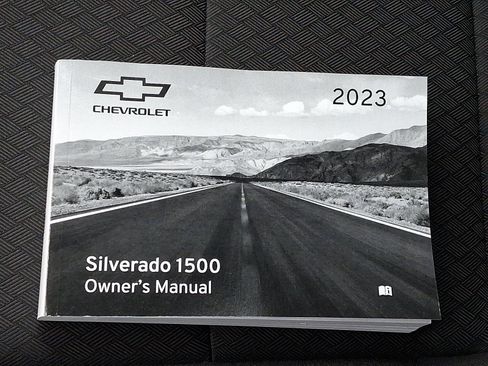 CHEVROLET
2023
Silverado 1500
Owner's Manual